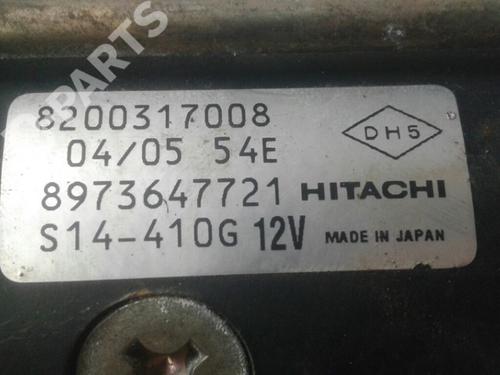 PARTS
8200317008
DH5
04/05 54E
8973647721 HITACHI
S14-410G 12V MADE IN JAPAN